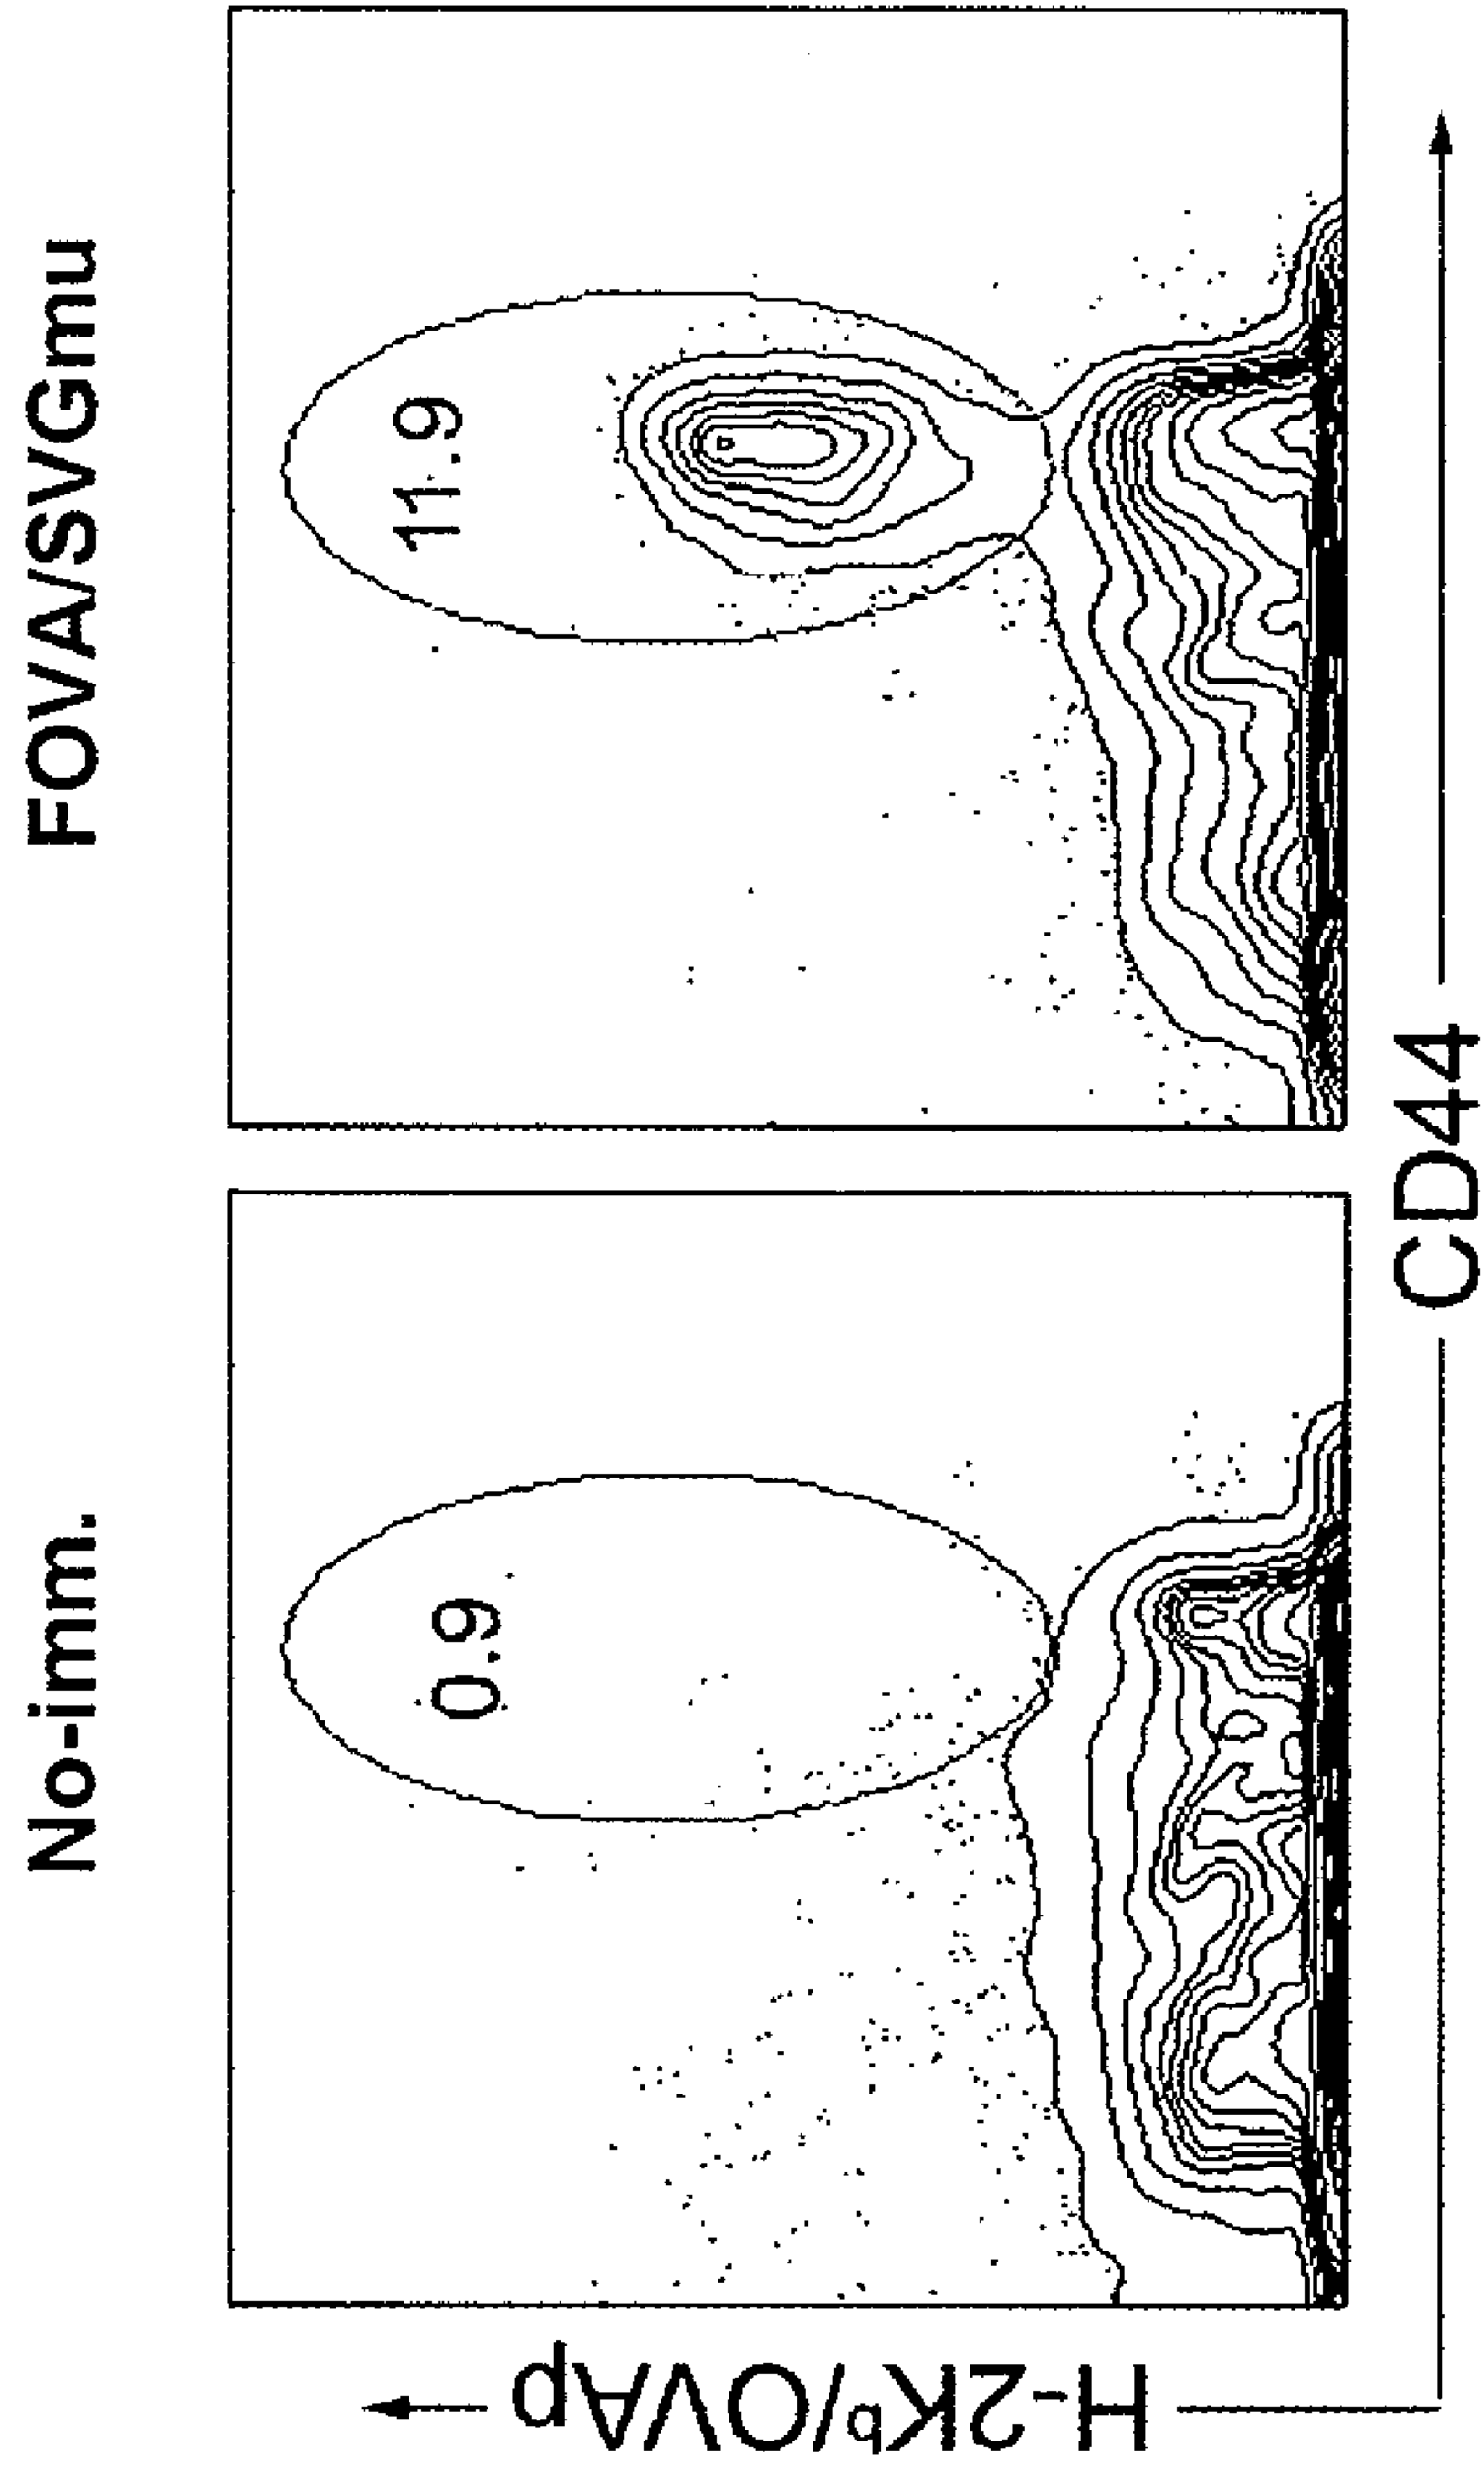 No-imm.
FOVA/SVGmu
0.9
11.9
H-2Kᵇ/OVAp
CD44